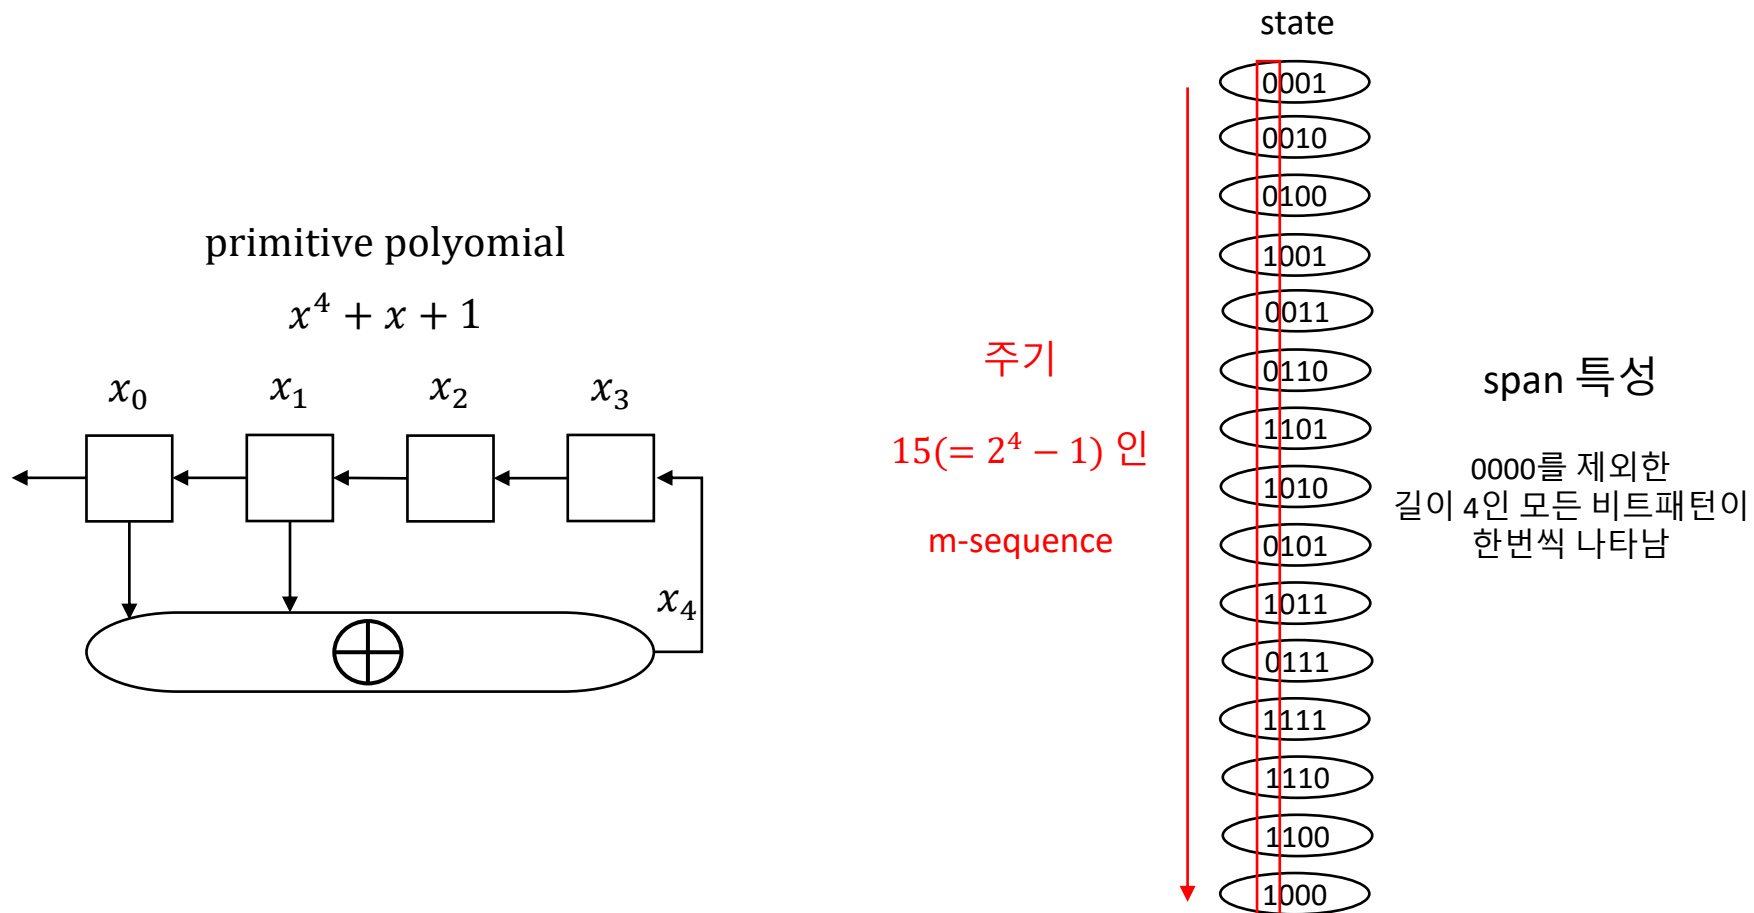 primitive polyomial
x⁴ + x + 1
x₀ x₁ x₂ x₃
x₄
주기
15(= 2⁴ − 1) 인
m-sequence
state
0001
0010
0100
1001
0011
0110
1101
1010
0101
1011
0111
1111
1110
1100
1000
span 특성
0000를 제외한
길이 4인 모든 비트패턴이
한번씩 나타남